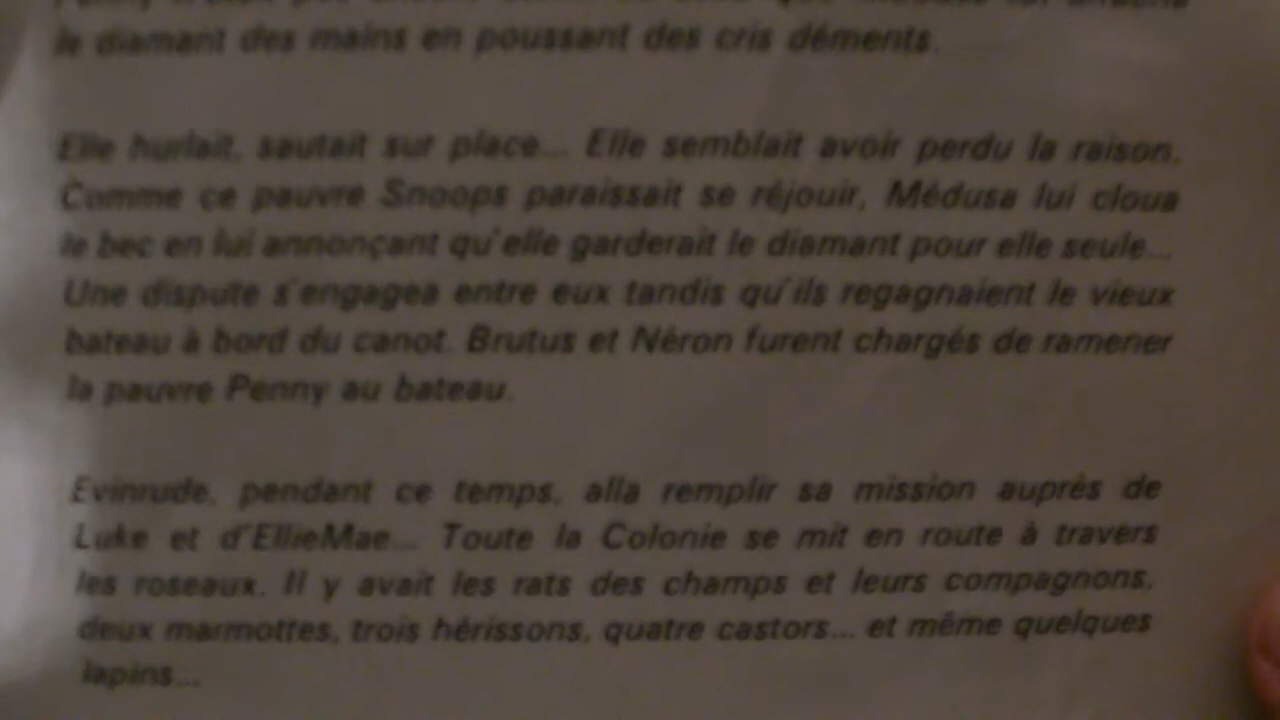 le diamant des mains en poussant des cris déments.
Elle hurlait, sautait sur place... Elle semblait avoir perdu la raison.
Comme ce pauvre Snoops paraissait se réjouir, Médusa lui cloua
le bec en lui annonçant qu'elle garderait le diamant pour elle seule...
Une dispute s'engagea entre eux tandis qu'ils regagnaient le vieux
bateau à bord du canot. Brutus et Néron furent chargés de ramener
la pauvre Penny au bateau.
Evinrude, pendant ce temps, alla remplir sa mission auprès de
Luke et d'EllieMae... Toute la Colonie se mit en route à travers
les roseaux. Il y avait les rats des champs et leurs compagnons,
deux marmottes, trois hérissons, quatre castors... et même quelques
lapins...